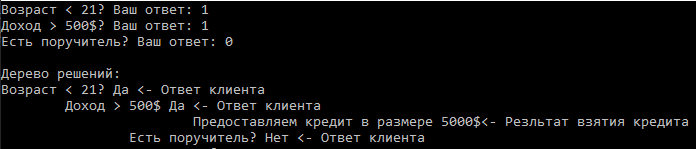 Возраст < 21? Ваш ответ: 1
Доход > 500$? Ваш ответ: 1
Есть поручитель? Ваш ответ: 0
Дерево решений:
Возраст < 21? Да <- Ответ клиента
Доход > 500$ Да <- Ответ клиента
Предоставляем кредит в размере 5000$<- Резльтат взятия кредита
Есть поручитель? Нет <- Ответ клиента